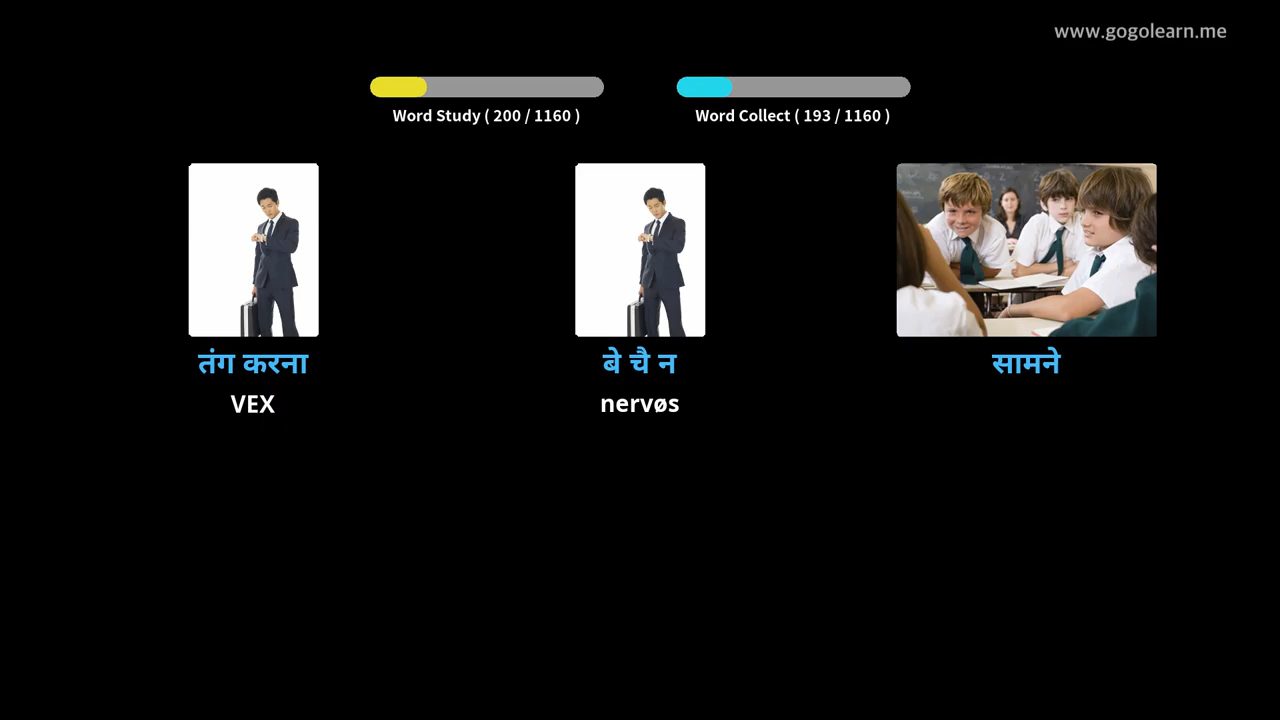 www.gogolearn.me
Word Study ( 200 / 1160 )
Word Collect ( 193 / 1160 )
तंग करना
बे चै न
सामने
VEX
nervøs